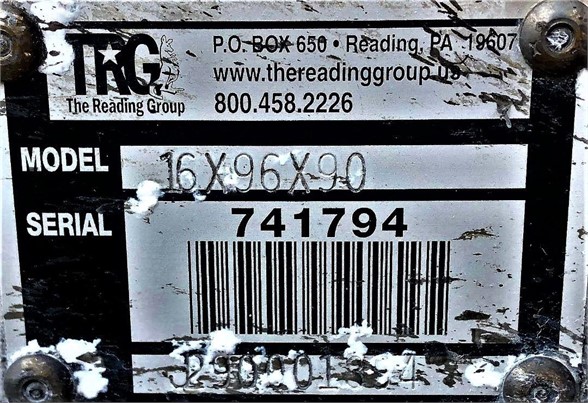 TRG
The Reading Group
P.O. BOX 650 • Reading, PA 19607
www.thereadinggroup.us
800.458.2226
MODEL 16X96X90
SERIAL 741794